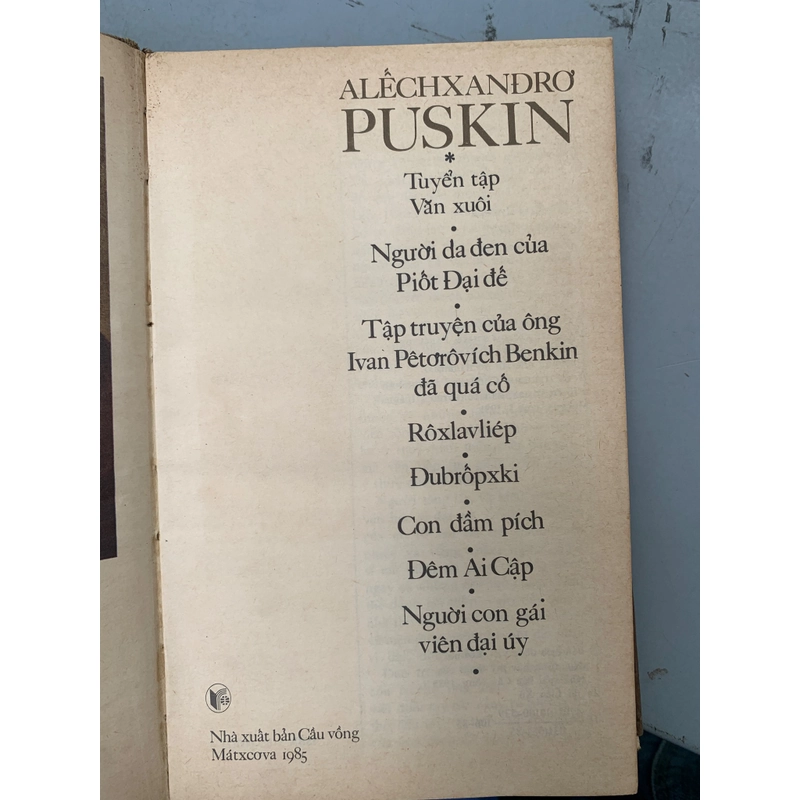 ALẾCHXANĐRƠ
PUSKIN
*
Tuyển tập
Văn xuôi
•
Người da đen của
Piốt Đại đế
•
Tập truyện của ông
Ivan Pêtơrôvích Benkin
đã quá cố
•
Rôxlavliép
•
Đubrốpxki
•
Con đầm pích
•
Đêm Ai Cập
•
Người con gái
viên đại úy
•
Nhà xuất bản Cầu vồng
Mátxcơva 1985